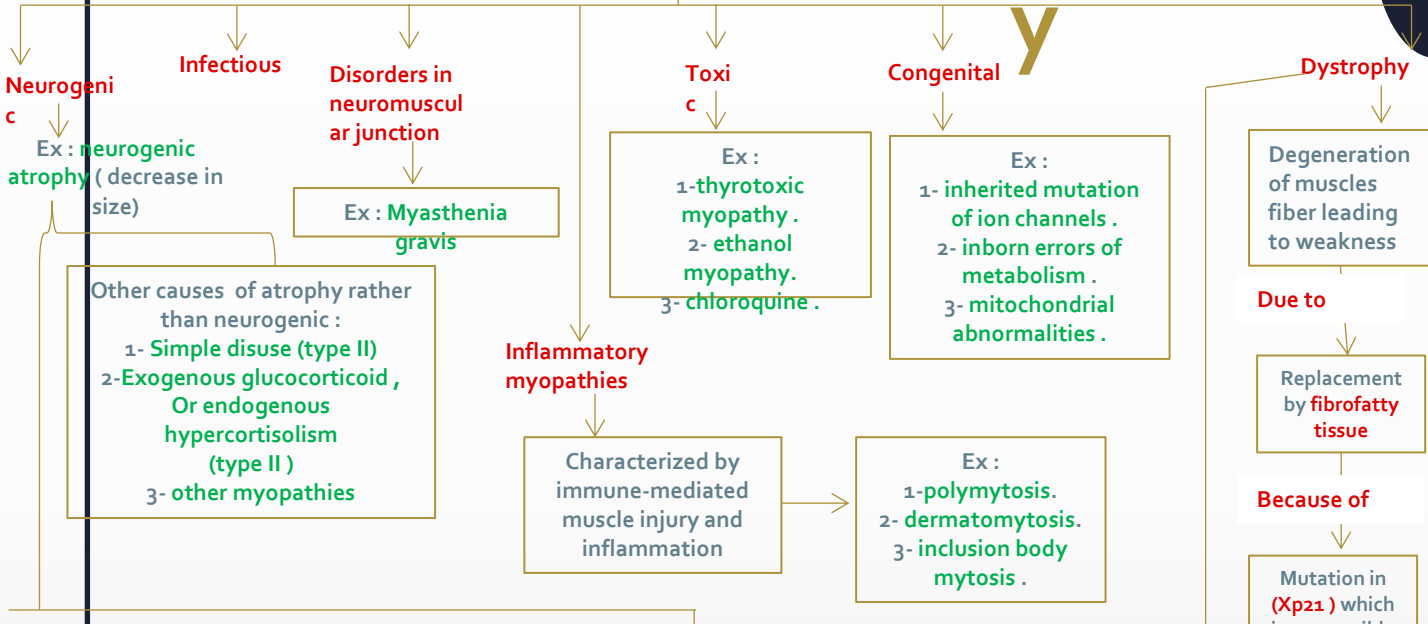 y
Neurogeni
c
Ex : neurogenic
atrophy ( decrease in
size)
Other causes of atrophy rather
than neurogenic :
1- Simple disuse (type II)
2-Exogenous glucocorticoid ,
Or endogenous
hypercortisolism
(type II )
3- other myopathies
Infectious
Disorders in
neuromuscul
ar junction
Ex : Myasthenia
gravis
Inflammatory
myopathies
Characterized by
immune-mediated
muscle injury and
inflammation
Ex :
1-polymytosis.
2- dermatomytosis.
3- inclusion body
mytosis .
Toxi
c
Ex :
1-thyrotoxic
myopathy .
2- ethanol
myopathy.
3- chloroquine .
Congenital
Ex :
1- inherited mutation
of ion channels .
2- inborn errors of
metabolism .
3- mitochondrial
abnormalities .
Dystrophy
Degeneration
of muscles
fiber leading
to weakness
Due to
Replacement
by fibrofatty
tissue
Because of
Mutation in
(Xp21 ) which